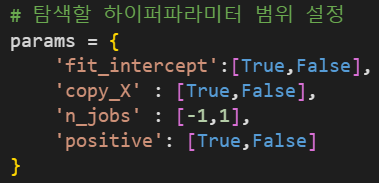 # 탐색할 하이퍼파라미터 범위 설정
params = {
    'fit_intercept':[True,False],
    'copy_X' : [True,False],
    'n_jobs' : [-1,1],
    'positive': [True,False]
}